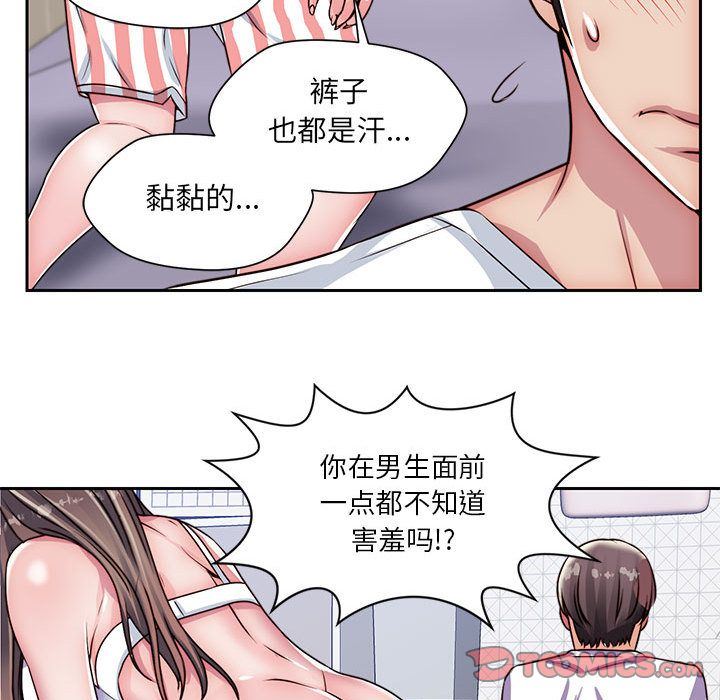 裤子
也都是汗...
黏黏的...
你在男生面前
一点都不知道
害羞吗!?
DTCOMICS.COM